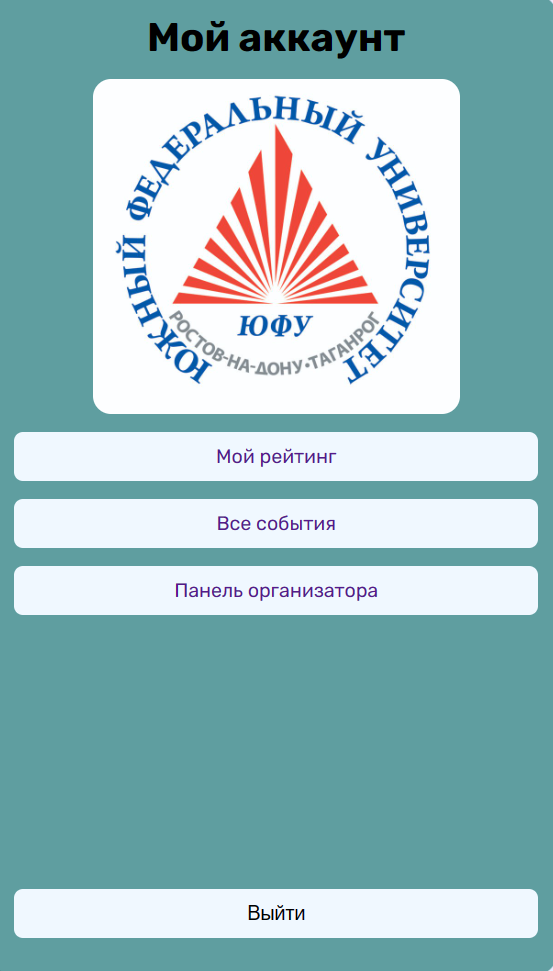 Мой аккаунт
ЮЖНЫЙ ФЕДЕРАЛЬНЫЙ УНИВЕРСИТЕТ
ЮФУ
РОСТОВ-НА-ДОНУ•ТАГАНРОГ
Мой рейтинг
Все события
Панель организатора
Выйти